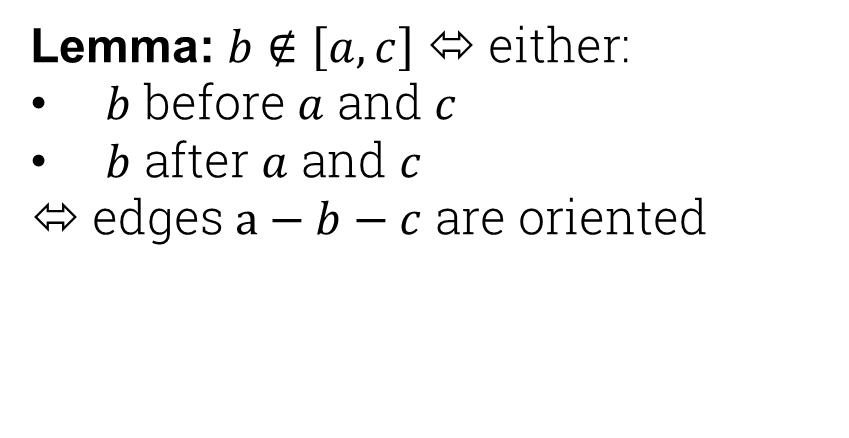 Lemma: b ∉ [a, c] ⇔ either:
• b before a and c
• b after a and c
⇔ edges a − b − c are oriented